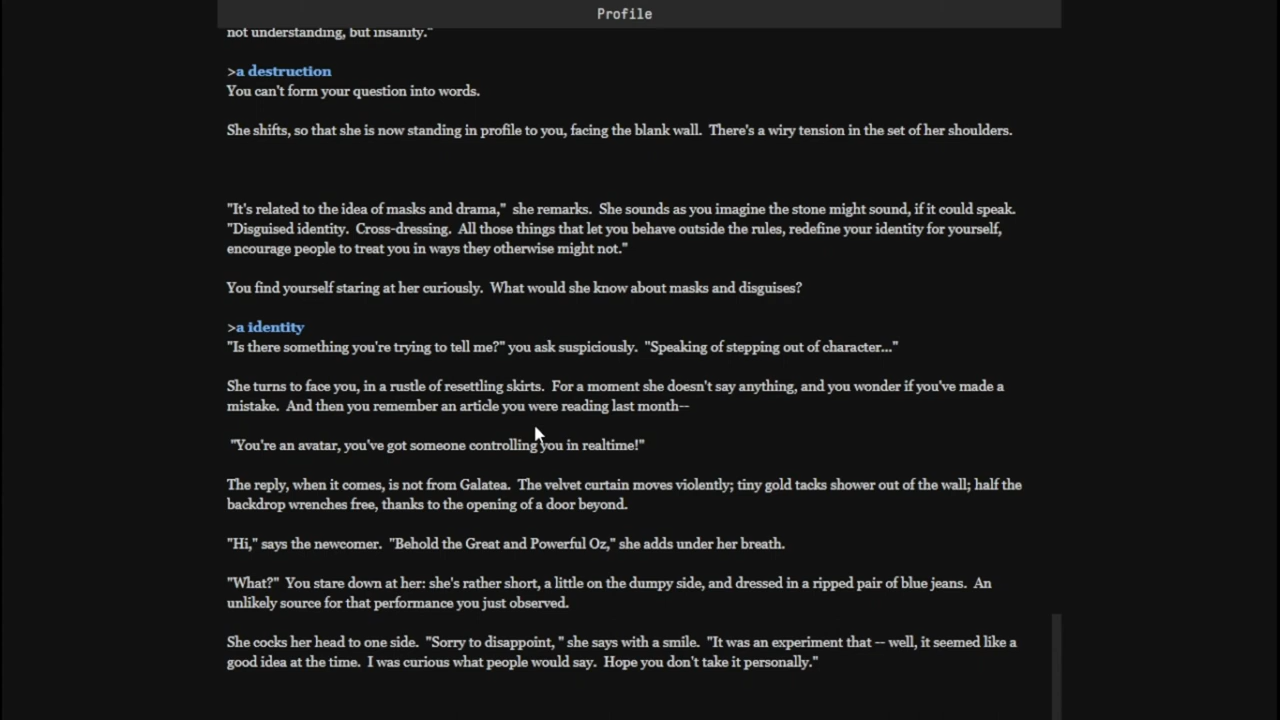 Profile
not understanding, but insanity."
>a destruction
You can't form your question into words.
She shifts, so that she is now standing in profile to you, facing the blank wall.  There's a wiry tension in the set of her shoulders.
"It's related to the idea of masks and drama,"  she remarks.  She sounds as you imagine the stone might sound, if it could speak.
"Disguised identity.  Cross-dressing.  All those things that let you behave outside the rules, redefine your identity for yourself,
encourage people to treat you in ways they otherwise might not."
You find yourself staring at her curiously.  What would she know about masks and disguises?
>a identity
"Is there something you're trying to tell me?" you ask suspiciously.  "Speaking of stepping out of character..."
She turns to face you, in a rustle of resettling skirts.  For a moment she doesn't say anything, and you wonder if you've made a
mistake.  And then you remember an article you were reading last month--
"You're an avatar, you've got someone controlling you in realtime!"
The reply, when it comes, is not from Galatea.  The velvet curtain moves violently; tiny gold tacks shower out of the wall; half the
backdrop wrenches free, thanks to the opening of a door beyond.
"Hi," says the newcomer.  "Behold the Great and Powerful Oz," she adds under her breath.
"What?"  You stare down at her: she's rather short, a little on the dumpy side, and dressed in a ripped pair of blue jeans.  An
unlikely source for that performance you just observed.
She cocks her head to one side.  "Sorry to disappoint, " she says with a smile.  "It was an experiment that -- well, it seemed like a
good idea at the time.  I was curious what people would say.  Hope you don't take it personally."